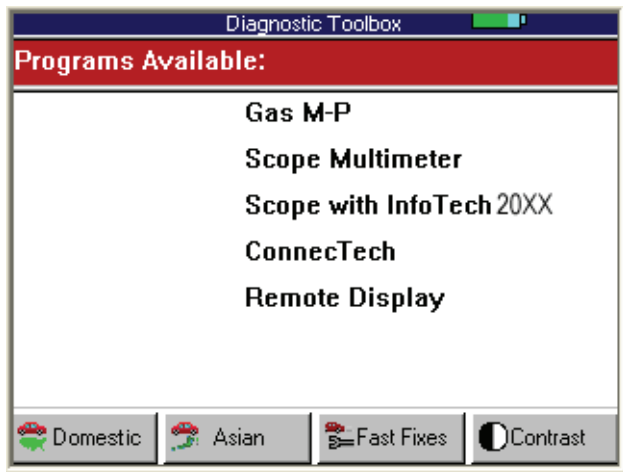 Diagnostic Toolbox
Programs Available:
Gas M-P
Scope Multimeter
Scope with InfoTech 20XX
ConnecTech
Remote Display
Domestic Asian Fast Fixes Contrast